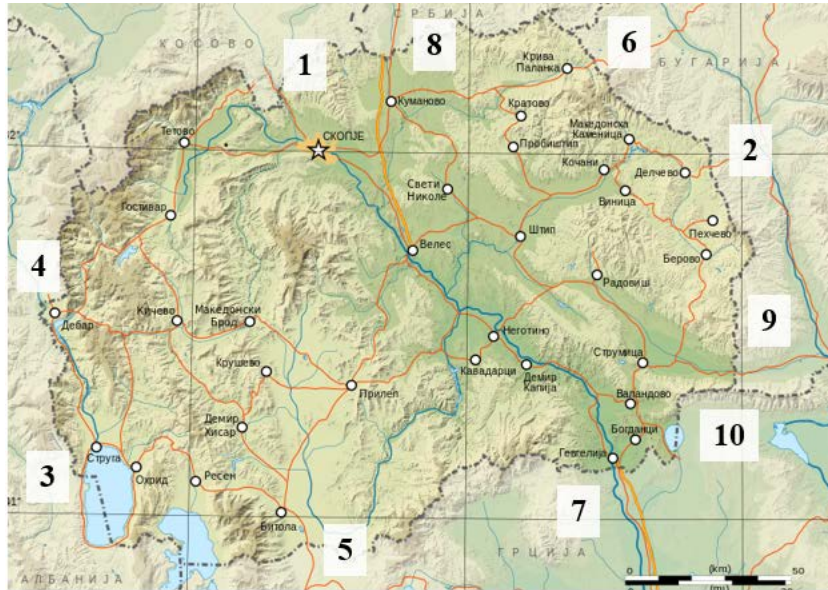 СРБИЈА
КОСОВО
8
6
1
Крива
Паланка
БУГАРИЈА
Куманово
Кратово
Македонска
Каменица
Тетово
СКОПЈЕ
Пробиштип
2
Кочани
Делчево
Свети
Николе
Виница
Гостивар
Штип
Пехчево
Велес
Берово
4
Радовиш
Дебар
Кичево
Македонски
Брод
9
Неготино
Крушево
Струмица
Кавадарци
Демир
Капија
Прилеп
Валандово
Демир
Хисар
Богданци
10
Струга
Гевгелија
3
Охрид
Ресен
41°
7
Битола
5
ГРЦИЈА
АЛБАНИЈА
0 (km) 50
(mi)